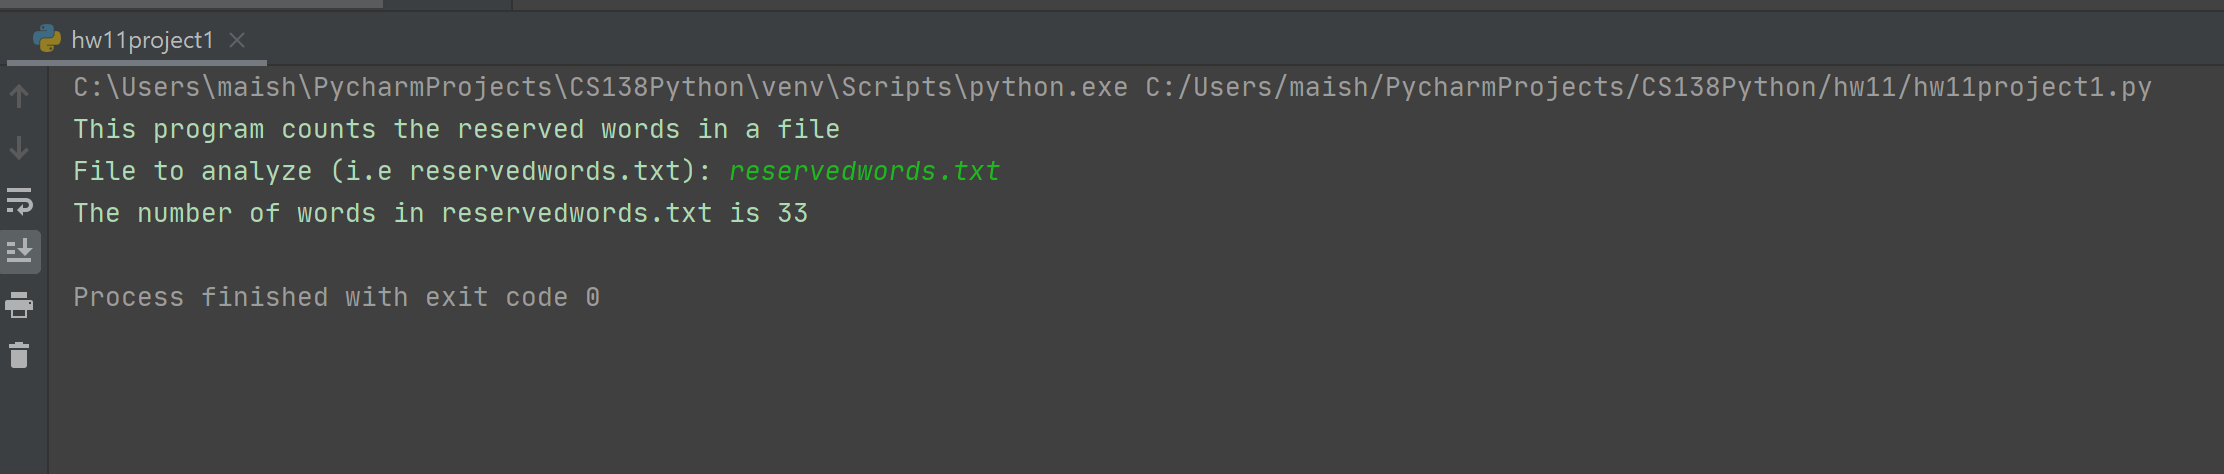 hw11project1
C:\Users\maish\PycharmProjects\CS138Python\venv\Scripts\python.exe C:/Users/maish/PycharmProjects/CS138Python/hw11/hw11project1.py
This program counts the reserved words in a file
File to analyze (i.e reservedwords.txt): reservedwords.txt
The number of words in reservedwords.txt is 33
Process finished with exit code 0